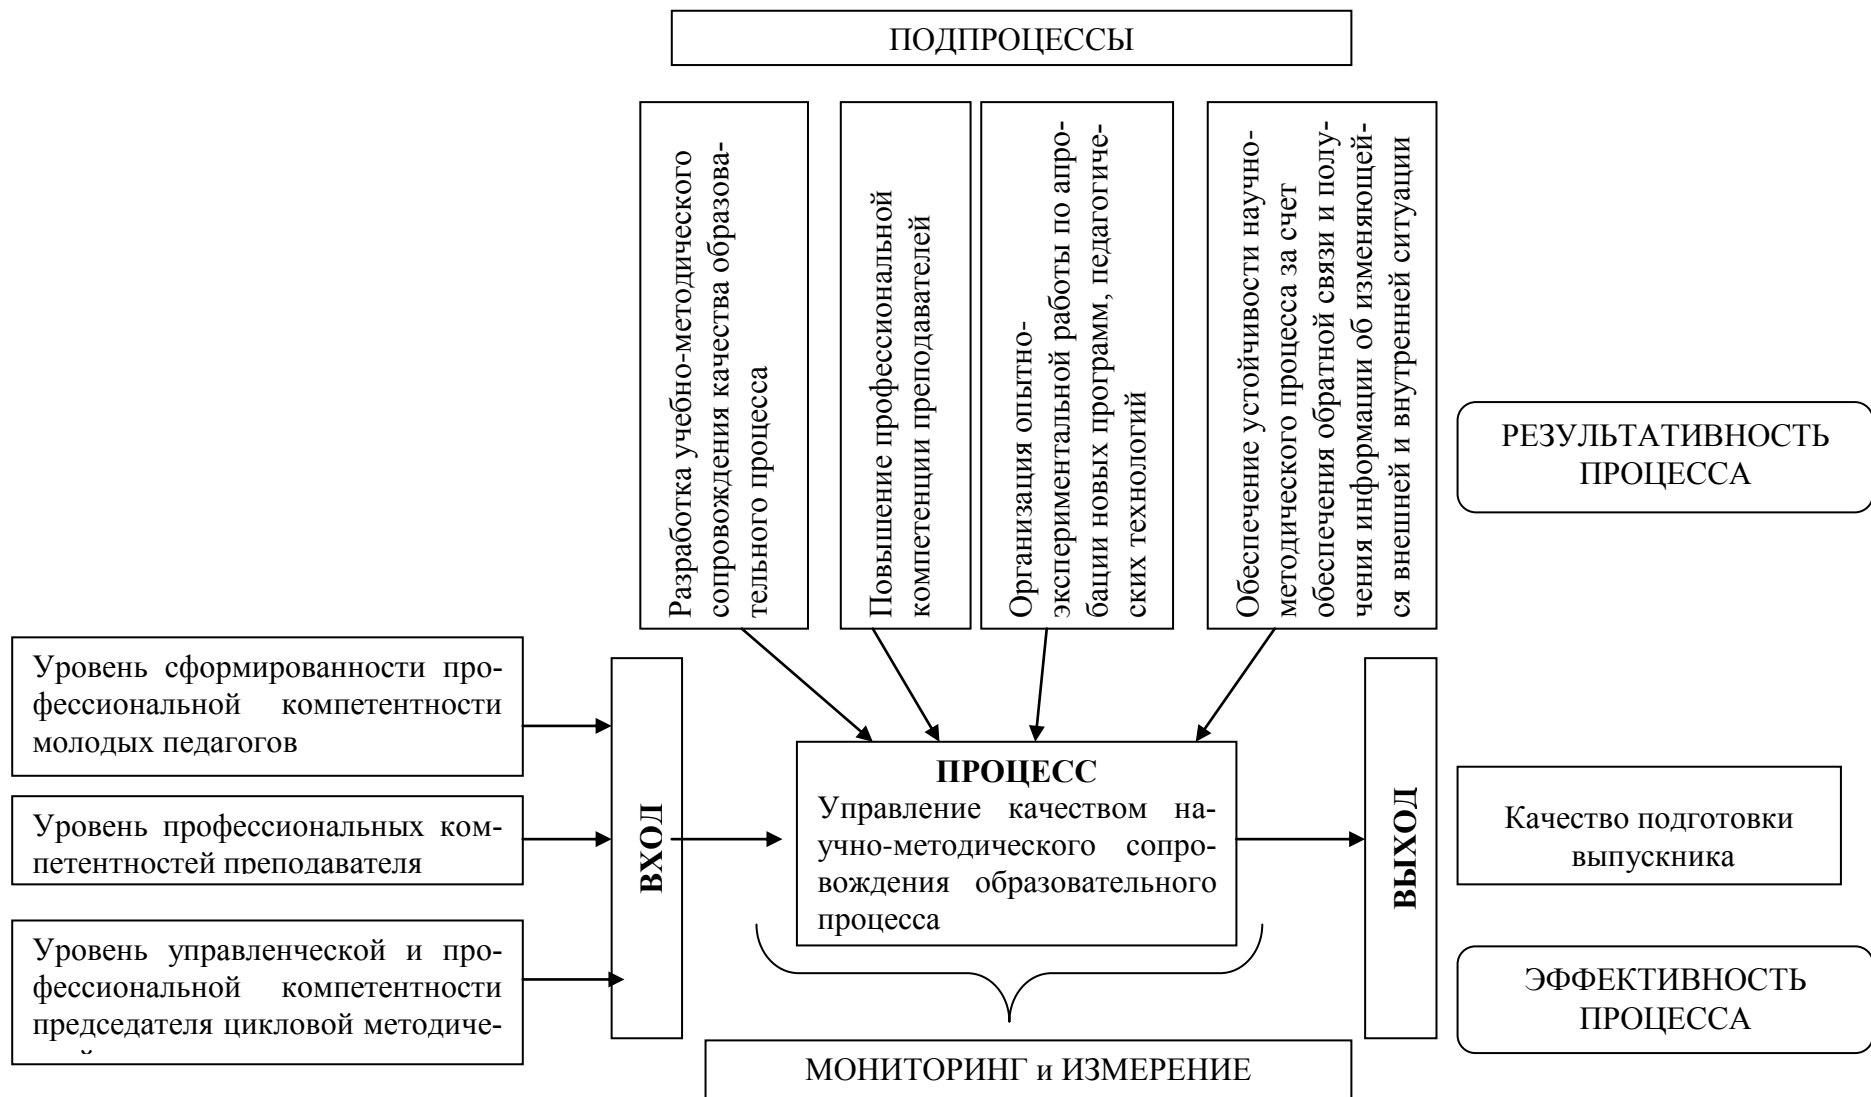 ПОДПРОЦЕССЫ
Разработка учебно-методического
сопровождения качества образова-
тельного процесса
Повышение профессиональной
компетенции преподавателей
Организация опытно-
экспериментальной работы по апро-
бации новых программ, педагогиче-
ских технологий
Обеспечение устойчивости научно-
методического процесса за счет
обеспечения обратной связи и полу-
чения информации об изменяющей-
ся внешней и внутренней ситуации
РЕЗУЛЬТАТИВНОСТЬ
ПРОЦЕССА
Уровень сформированности про-
фессиональной компетентности
молодых педагогов
Уровень профессиональных ком-
петентностей преподавателя
Уровень управленческой и про-
фессиональной компетентности
председателя цикловой методиче-
ВХОД
ПРОЦЕСС
Управление качеством на-
учно-методического сопро-
вождения образовательного
процесса
ВЫХОД
Качество подготовки
выпускника
ЭФФЕКТИВНОСТЬ
ПРОЦЕССА
МОНИТОРИНГ и ИЗМЕРЕНИЕ